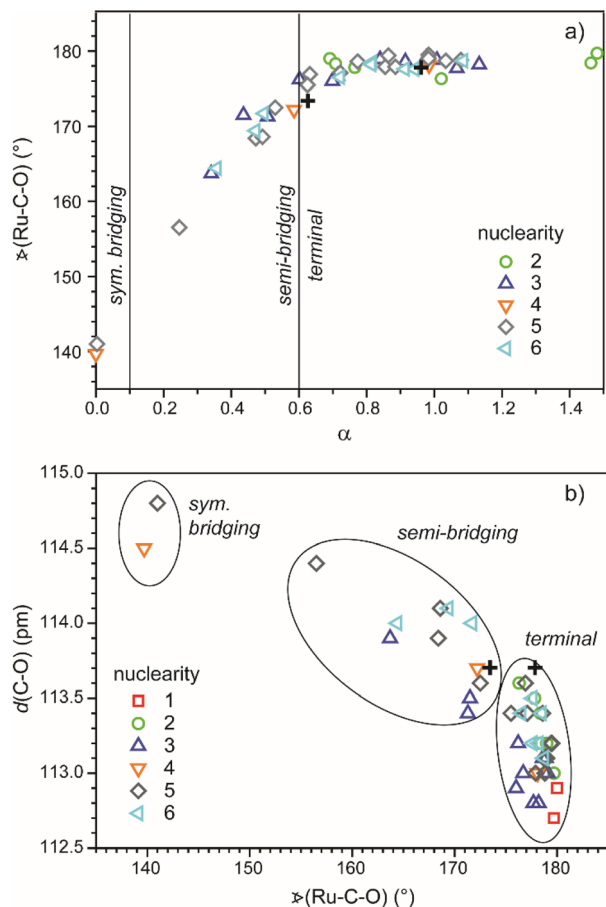 a)
∢(Ru-C-O) (°)
180
170
160
150
140
sym. bridging
semi-bridging
terminal
nuclearity
2
3
4
5
6
0.0 0.2 0.4 0.6 0.8 1.0 1.2 1.4
α
b)
d(C-O) (pm)
115.0
114.5
114.0
113.5
113.0
112.5
sym.
bridging
semi-bridging
terminal
nuclearity
1
2
3
4
5
6
140 150 160 170 180
∢(Ru-C-O) (°)